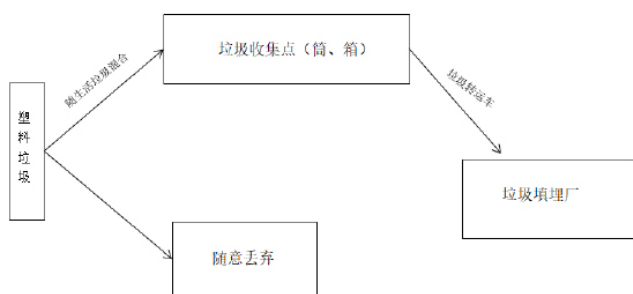 垃圾收集点（筒、箱）
随生活垃圾混合
垃圾转运车
塑料垃圾
垃圾填埋厂
随意丢弃